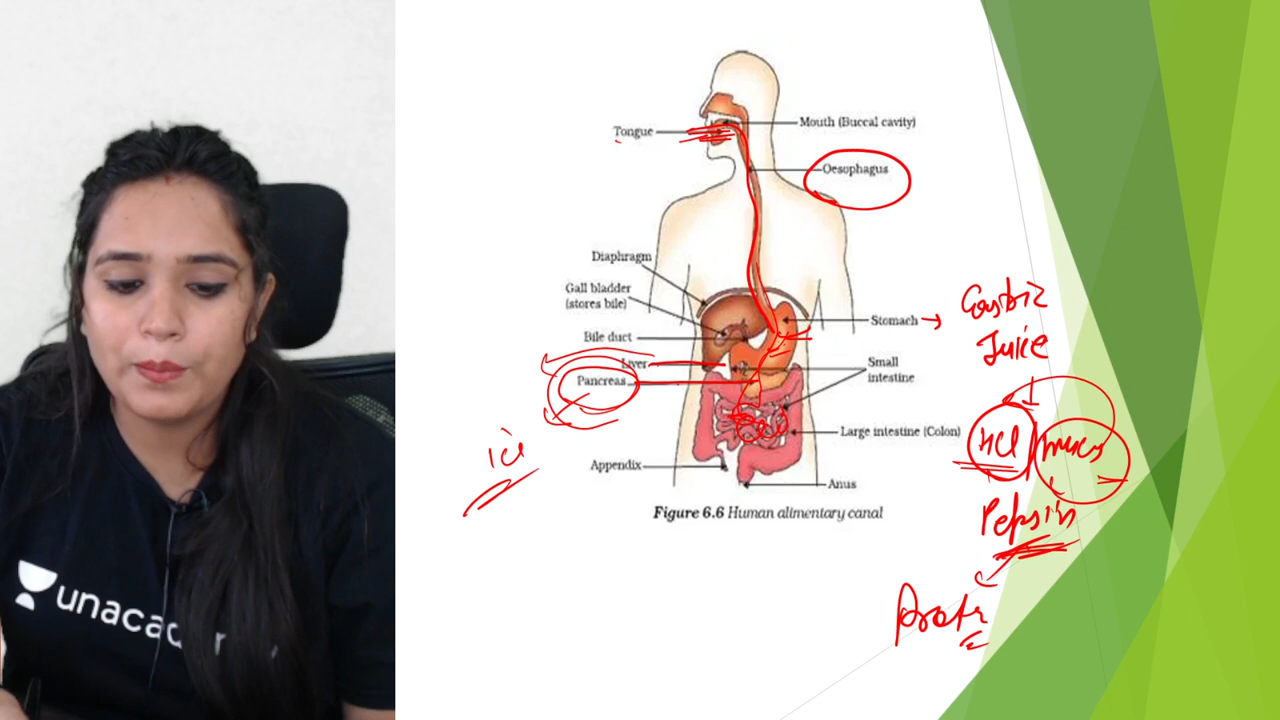 Tongue
Mouth (Buccal cavity)
Oesophagus
Diaphragm
Gall bladder
(stores bile)
Bile duct
Stomach
Liver
Pancreas
Small
intestine
Large intestine (Colon)
Appendix
Anus
Figure 6.6 Human alimentary canal
Gastric
Juice
HCl
mucus
Pepsin
unacad